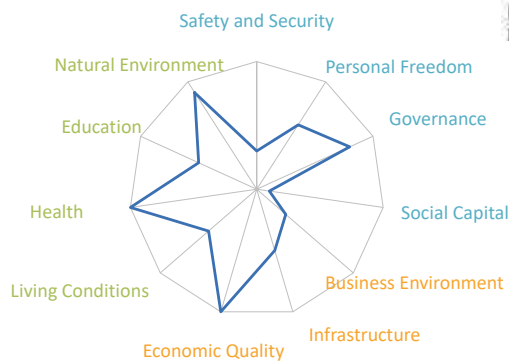 Safety and Security
Natural Environment
Personal Freedom
Education
Governance
Health
Social Capital
Living Conditions
Business Environment
Infrastructure
Economic Quality